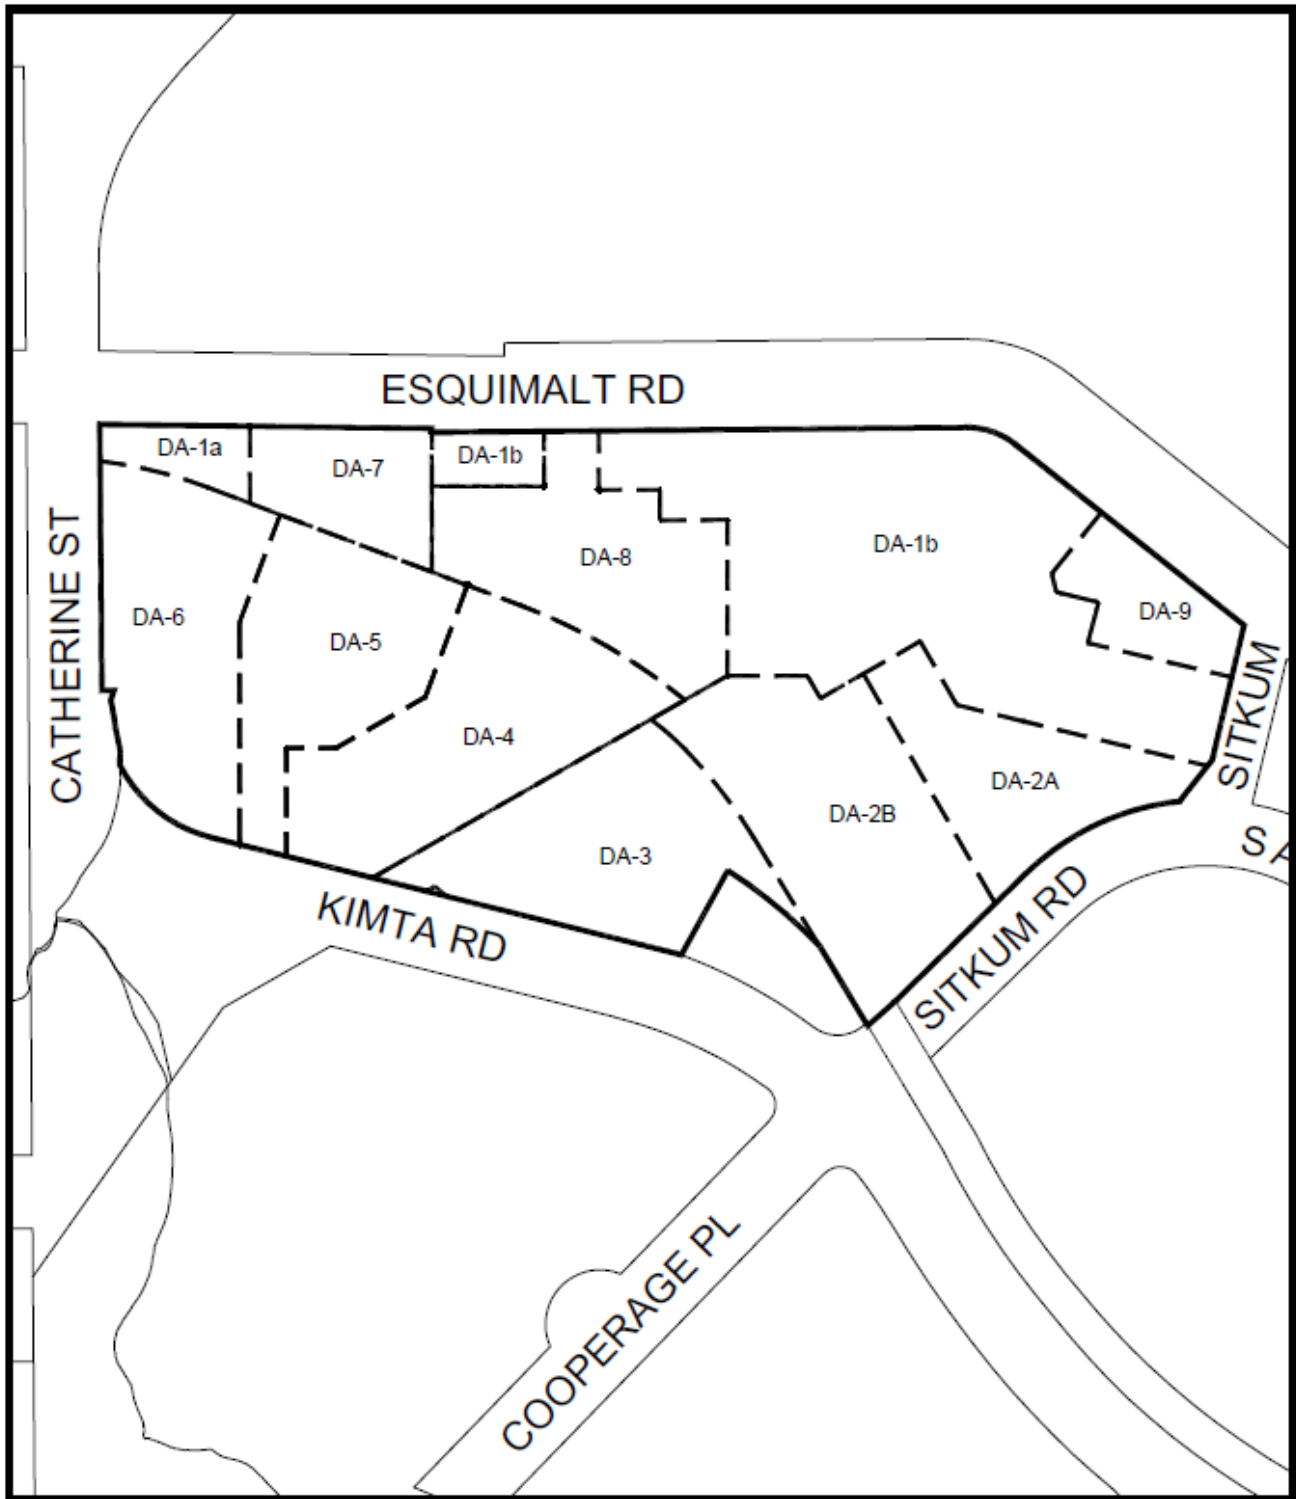 ESQUIMALT RD
DA-1a
DA-7
DA-1b
DA-8
DA-1b
DA-9
CATHERINE ST
DA-6
DA-5
DA-4
SITKUM
DA-2A
DA-2B
DA-3
SA
KIMTA RD
SITKUM RD
COOPERAGE PL